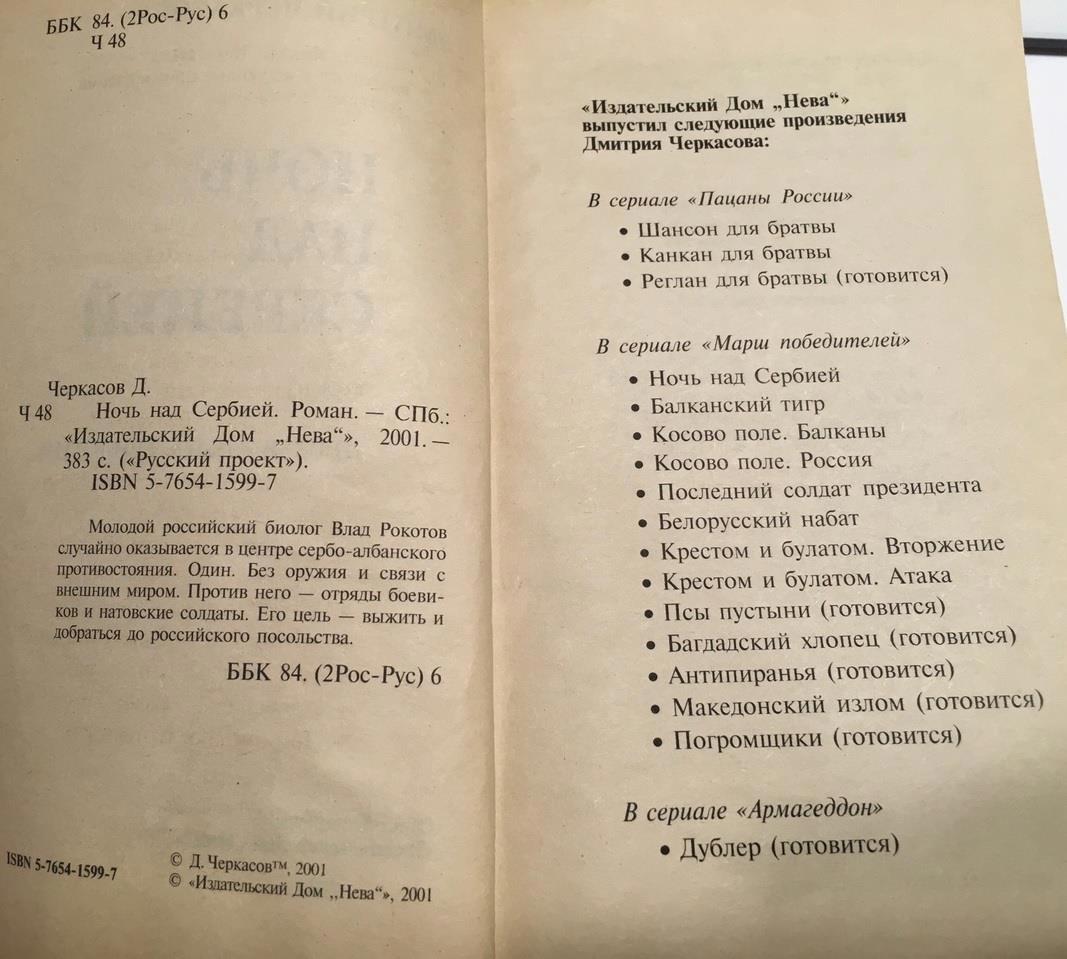 ББК 84. (2Рос-Рус) 6
Ч 48
Черкасов Д.
Ч 48 Ночь над Сербией. Роман. — СПб.:
«Издательский Дом „Нева“», 2001. —
383 с. («Русский проект»).
ISBN 5-7654-1599-7
Молодой российский биолог Влад Рокотов
случайно оказывается в центре сербо-албанского
противостояния. Один. Без оружия и связи с
внешним миром. Против него — отряды боеви-
ков и натовские солдаты. Его цель — выжить и
добраться до российского посольства.
ББК 84. (2Рос-Рус) 6
ISBN 5-7654-1599-7
© Д. Черкасов™, 2001
© «Издательский Дом „Нева“», 2001
«Издательский Дом „Нева“»
выпустил следующие произведения
Дмитрия Черкасова:
В сериале «Пацаны России»
• Шансон для братвы
• Канкан для братвы
• Реглан для братвы (готовится)
В сериале «Марш победителей»
• Ночь над Сербией
• Балканский тигр
• Косово поле. Балканы
• Косово поле. Россия
• Последний солдат президента
• Белорусский набат
• Крестом и булатом. Вторжение
• Крестом и булатом. Атака
• Псы пустыни (готовится)
• Багдадский хлопец (готовится)
• Антипиранья (готовится)
• Македонский излом (готовится)
• Погромщики (готовится)
В сериале «Армагеддон»
• Дублер (готовится)